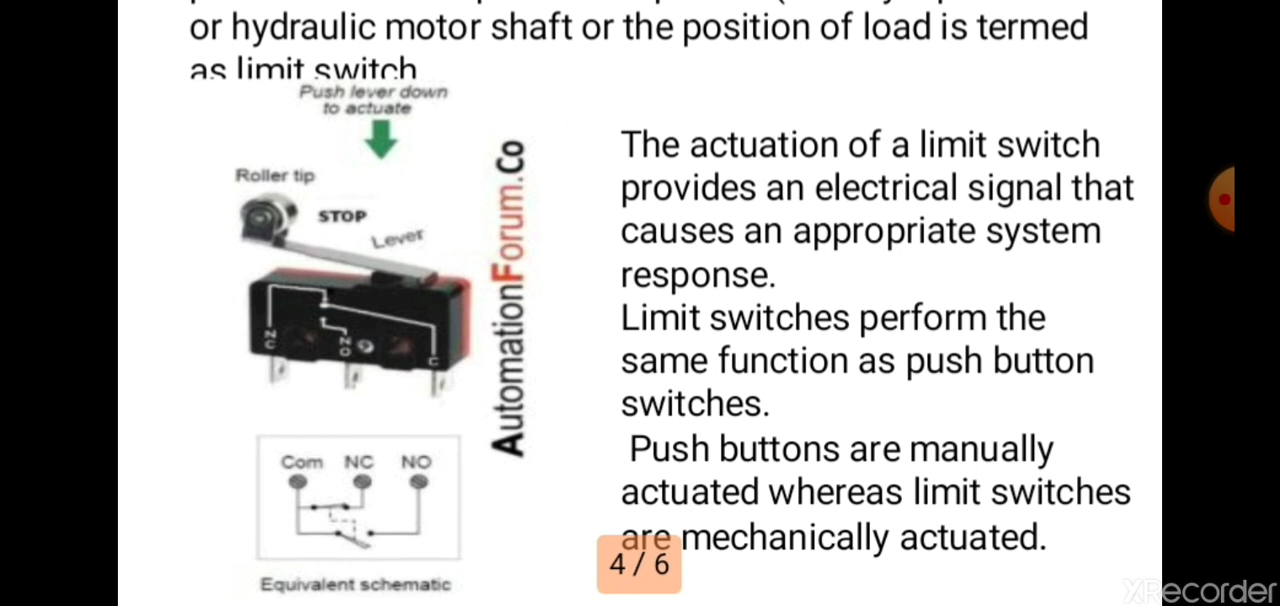 or hydraulic motor shaft or the position of load is termed
as limit switch
Push lever down
to actuate
Roller tip
STOP
Lever
NC
NO
C
AutomationForum.Co
Com NC NO
Equivalent schematic
The actuation of a limit switch
provides an electrical signal that
causes an appropriate system
response.
Limit switches perform the
same function as push button
switches.
Push buttons are manually
actuated whereas limit switches
are mechanically actuated.
4 / 6
XRecorder